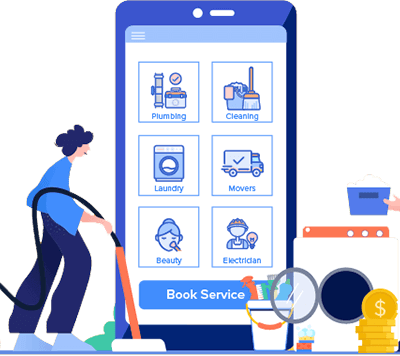 Plumbing
Cleaning
Laundry
Movers
Beauty
Electrician
Book Service
$